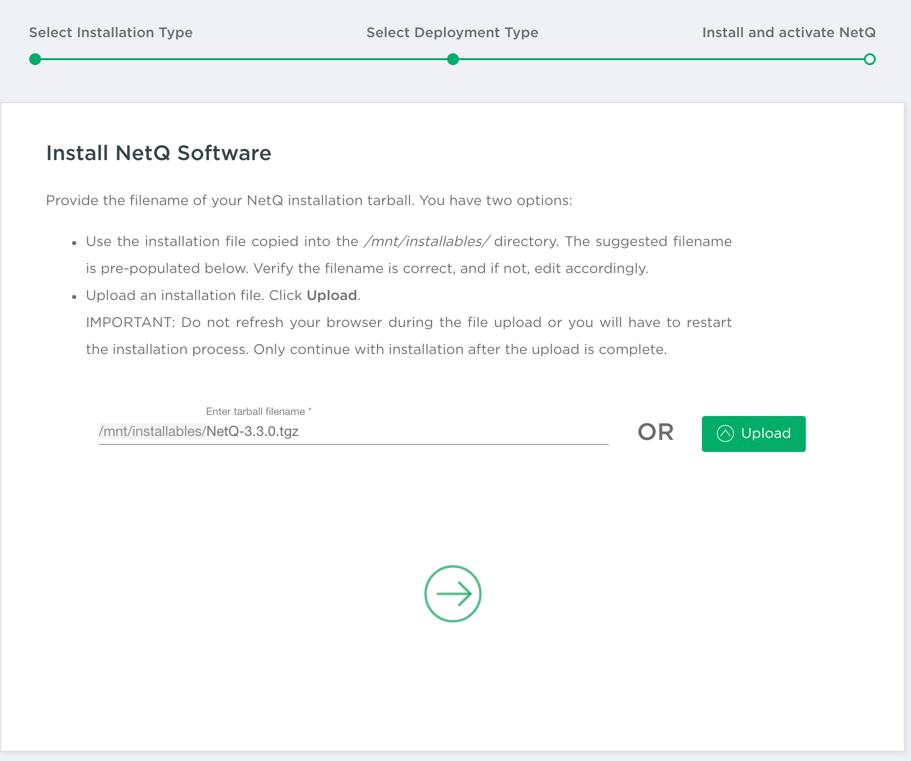 Select Installation Type
Select Deployment Type
Install and activate NetQ
Install NetQ Software
Provide the filename of your NetQ installation tarball. You have two options:
• Use the installation file copied into the /mnt/installables/ directory. The suggested filename
is pre-populated below. Verify the filename is correct, and if not, edit accordingly.
• Upload an installation file. Click Upload.
IMPORTANT: Do not refresh your browser during the file upload or you will have to restart
the installation process. Only continue with installation after the upload is complete.
Enter tarball filename *
/mnt/installables/NetQ-3.3.0.tgz
OR
Upload